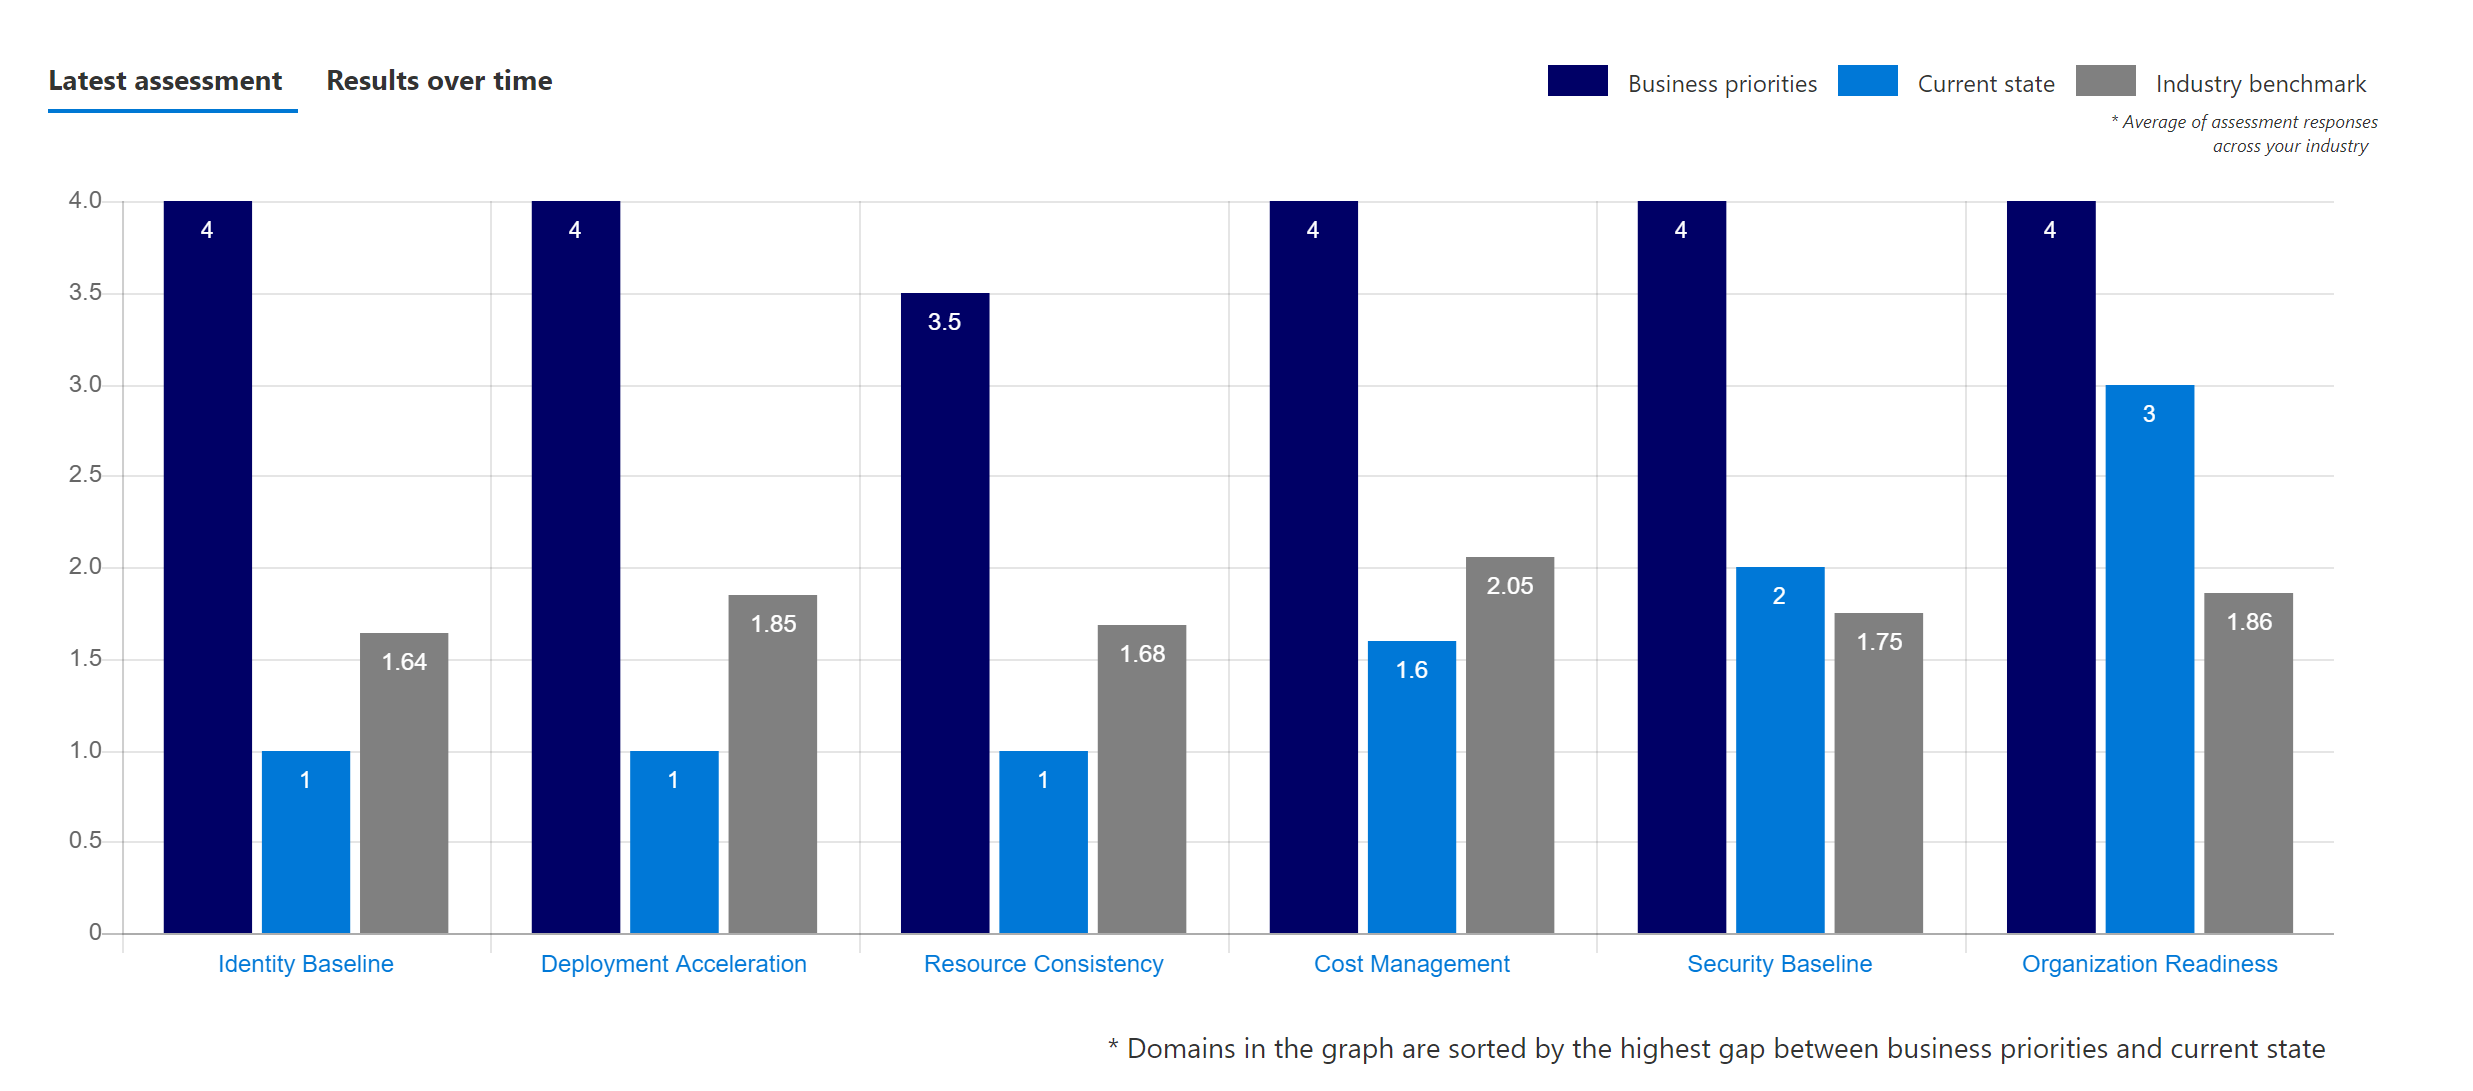 Latest assessment Results over time
Business priorities Current state Industry benchmark
* Average of assessment responses
across your industry
4.0
3.5
3.0
2.5
2.0
1.5
1.0
0.5
0
4 1 1.64
4 1 1.85
3.5 1 1.68
4 1.6 2.05
4 2 1.75
4 3 1.86
Identity Baseline Deployment Acceleration Resource Consistency Cost Management Security Baseline Organization Readiness
* Domains in the graph are sorted by the highest gap between business priorities and current state